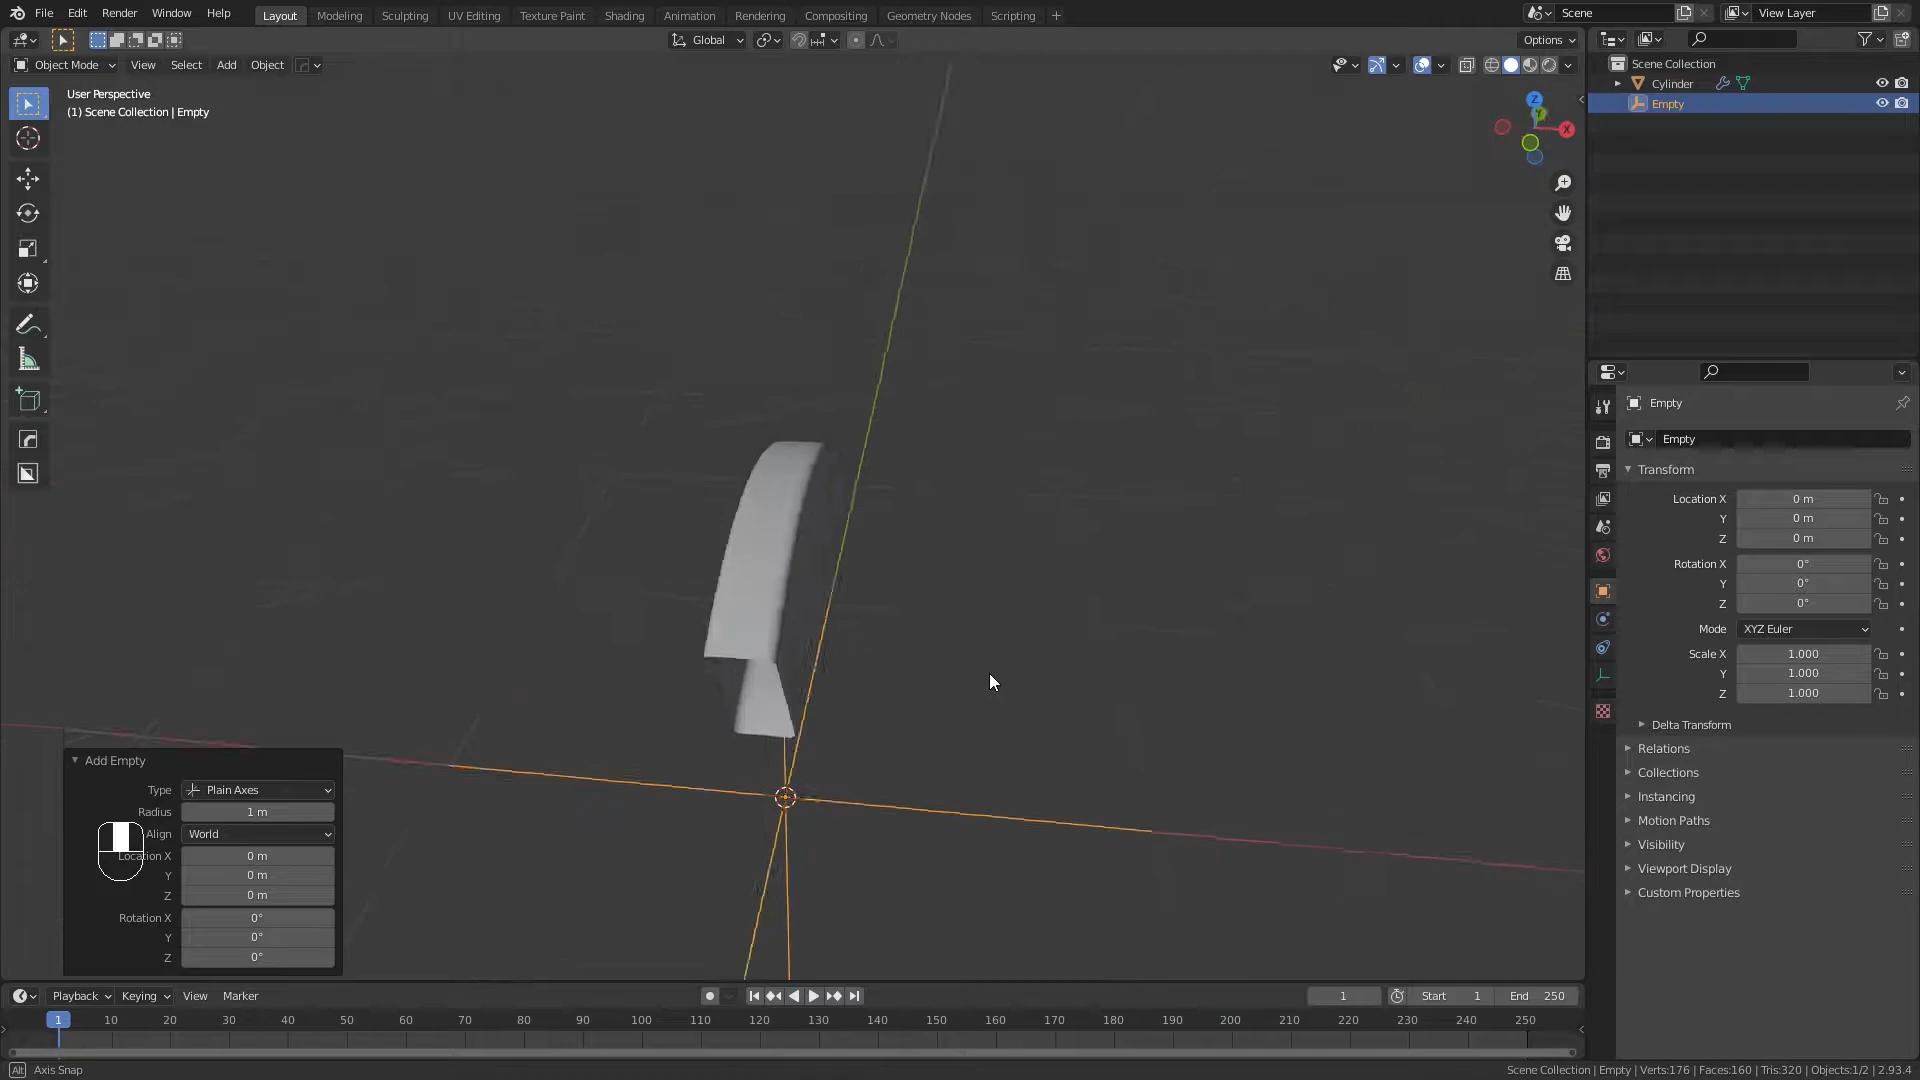 File Edit Render Window Help
Layout Modeling Sculpting UV Editing Texture Paint Shading Animation Rendering Compositing Geometry Nodes Scripting +
Scene
View Layer
Global
Options
Object Mode View Select Add Object
User Perspective
(1) Scene Collection | Empty
Z
Y
X
Scene Collection
Cylinder
Empty
Empty
Empty
Transform
Location X 0 m
Y 0 m
Z 0 m
Rotation X 0°
Y 0°
Z 0°
Mode XYZ Euler
Scale X 1.000
Y 1.000
Z 1.000
Delta Transform
Relations
Collections
Instancing
Motion Paths
Visibility
Viewport Display
Custom Properties
Add Empty
Type Plain Axes
Radius 1 m
Align World
Location X 0 m
Y 0 m
Z 0 m
Rotation X 0°
Y 0°
Z 0°
Playback Keying View Marker
1 Start 1 End 250
1 10 20 30 40 50 60 70 80 90 100 110 120 130 140 150 160 170 180 190 200 210 220 230 240 250
Alt Axis Snap
Scene Collection | Empty | Verts:176 | Faces:160 | Tris:320 | Objects:1/2 | 2.93.4